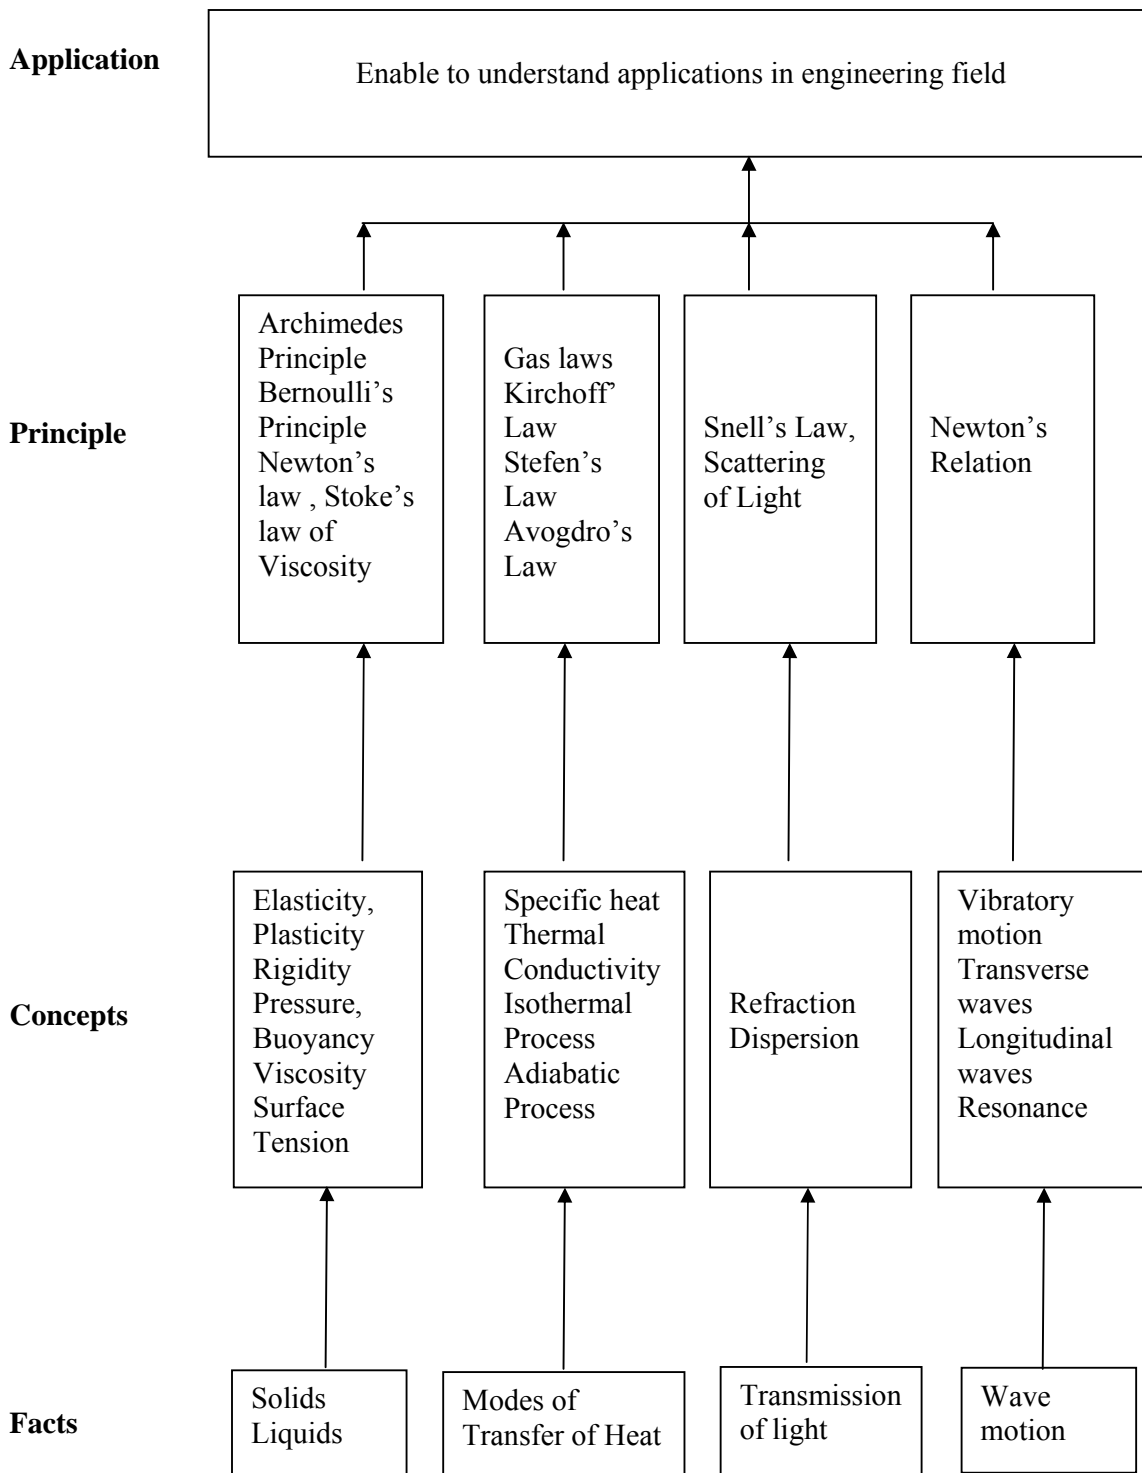 Application
Enable to understand applications in engineering field
Principle
Archimedes
Principle
Bernoulli’s
Principle
Newton’s
law , Stoke’s
law of
Viscosity
Gas laws
Kirchoff’
Law
Stefen’s
Law
Avogdro’s
Law
Snell’s Law,
Scattering
of Light
Newton’s
Relation
Concepts
Elasticity,
Plasticity
Rigidity
Pressure,
Buoyancy
Viscosity
Surface
Tension
Specific heat
Thermal
Conductivity
Isothermal
Process
Adiabatic
Process
Refraction
Dispersion
Vibratory
motion
Transverse
waves
Longitudinal
waves
Resonance
Facts
Solids
Liquids
Modes of
Transfer of Heat
Transmission
of light
Wave
motion